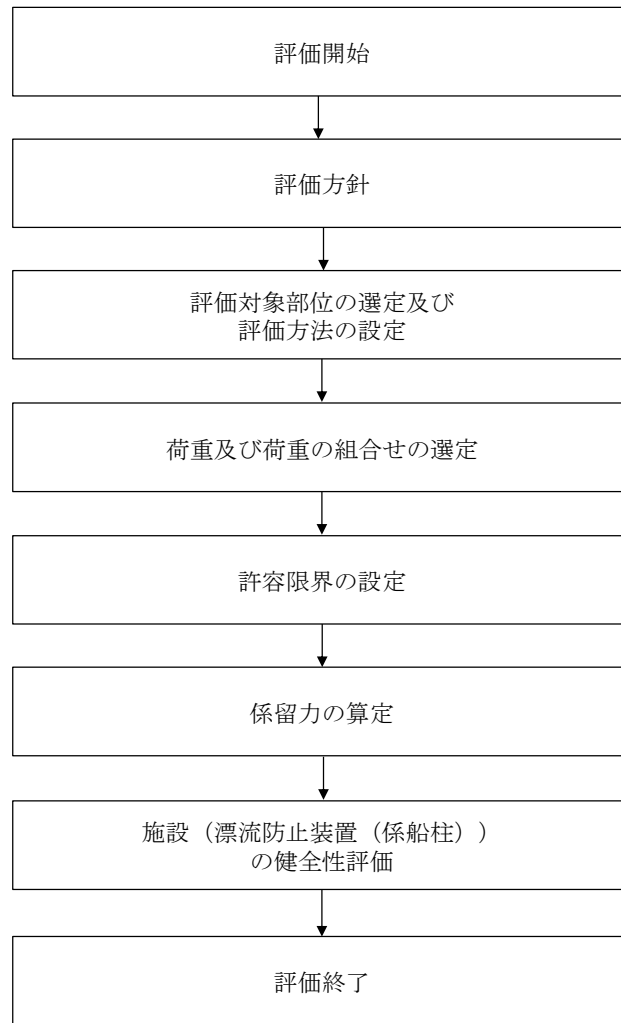 評価開始
評価方針
評価対象部位の選定及び
評価方法の設定
荷重及び荷重の組合せの選定
許容限界の設定
係留力の算定
施設（漂流防止装置（係船柱））
の健全性評価
評価終了